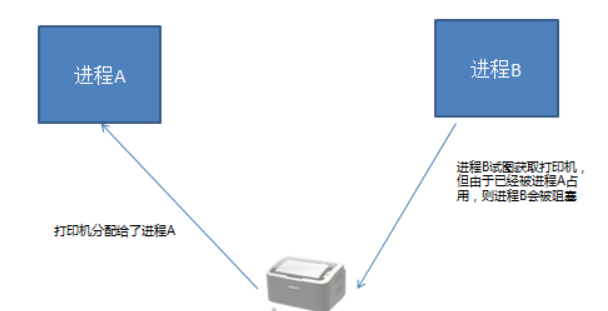 进程A
进程B
进程B试图获取打印机，
但由于已经被进程A占
用，则进程B会被阻塞
打印机分配给了进程A